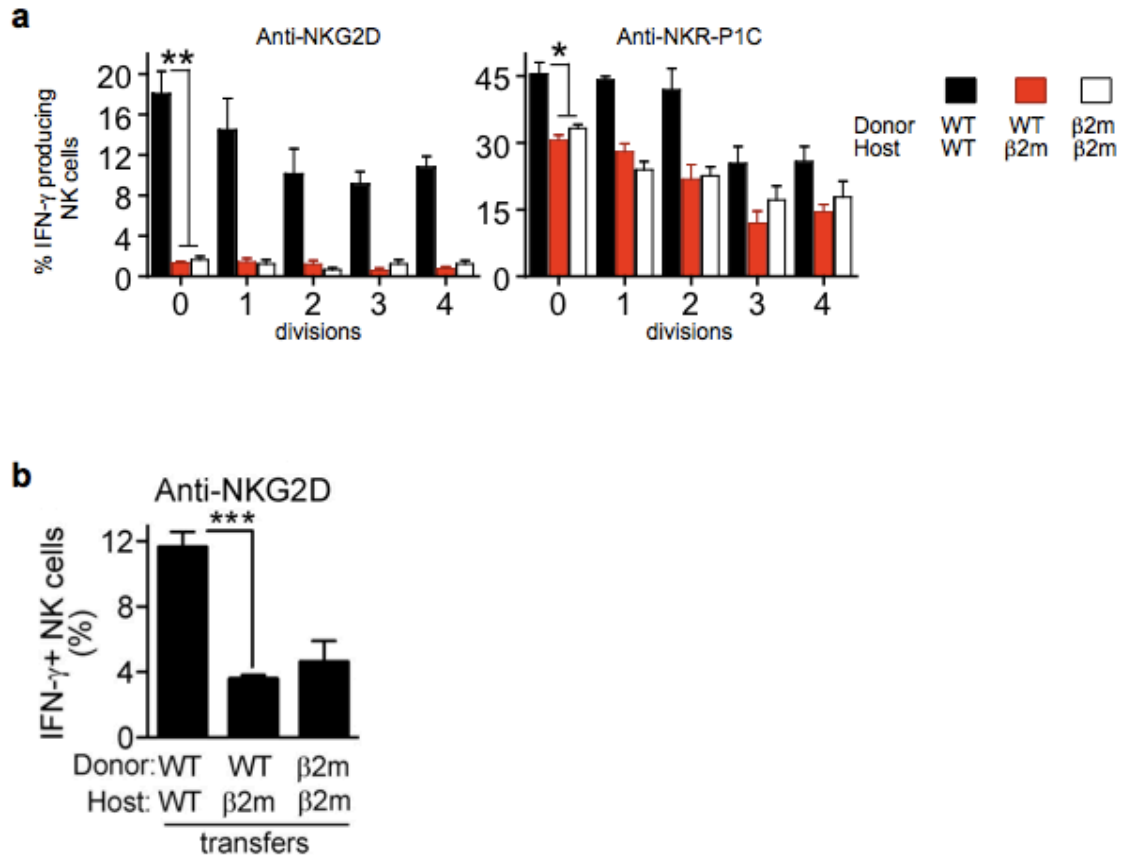 a
Anti-NKG2D
Anti-NKR-P1C
% IFN-γ producing
NK cells
20
16
12
8
4
0
**
0 1 2 3 4
divisions
45
30
15
0
*
0 1 2 3 4
divisions
Donor WT WT β2m
Host WT β2m β2m
b
Anti-NKG2D
***
IFN-γ+ NK cells
(%)
12
8
4
0
Donor: WT WT β2m
Host: WT β2m β2m
transfers